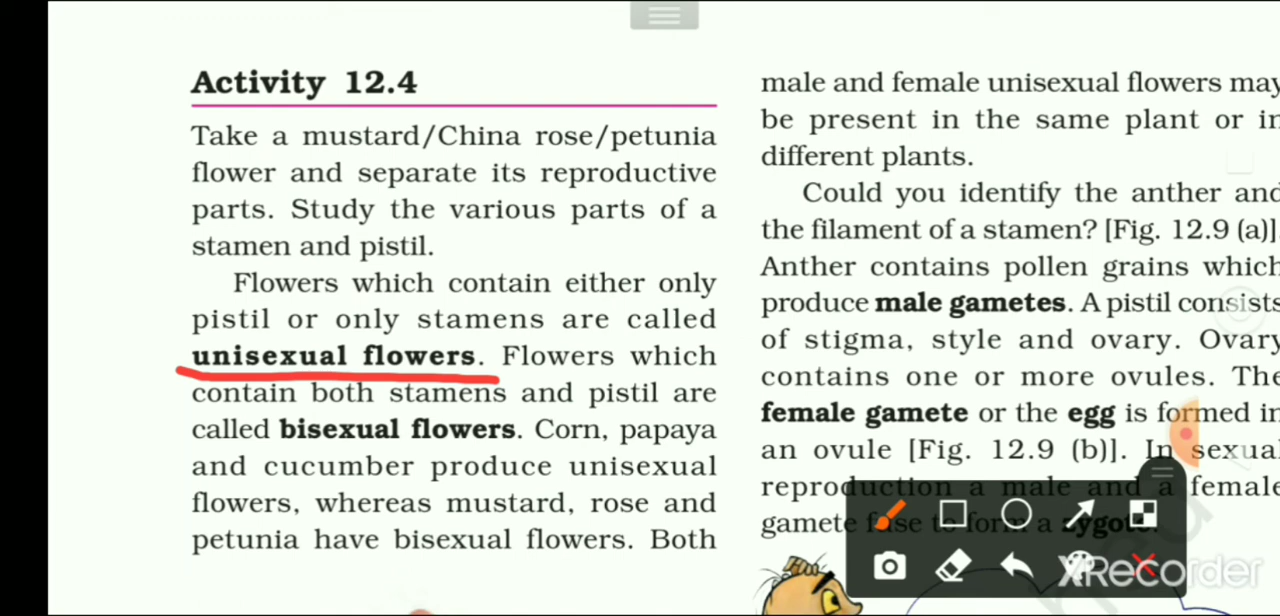 Activity 12.4
Take a mustard/China rose/petunia
flower and separate its reproductive
parts. Study the various parts of a
stamen and pistil.
Flowers which contain either only
pistil or only stamens are called
unisexual flowers. Flowers which
contain both stamens and pistil are
called bisexual flowers. Corn, papaya
and cucumber produce unisexual
flowers, whereas mustard, rose and
petunia have bisexual flowers. Both
male and female unisexual flowers may
be present in the same plant or in
different plants.
Could you identify the anther and
the filament of a stamen? [Fig. 12.9 (a)].
Anther contains pollen grains which
produce male gametes. A pistil consists
of stigma, style and ovary. Ovary
contains one or more ovules. The
female gamete or the egg is formed in
an ovule [Fig. 12.9 (b)]. In sexual
reproduction a male and a female
gamete fuse to form a zygote.
XRecorder